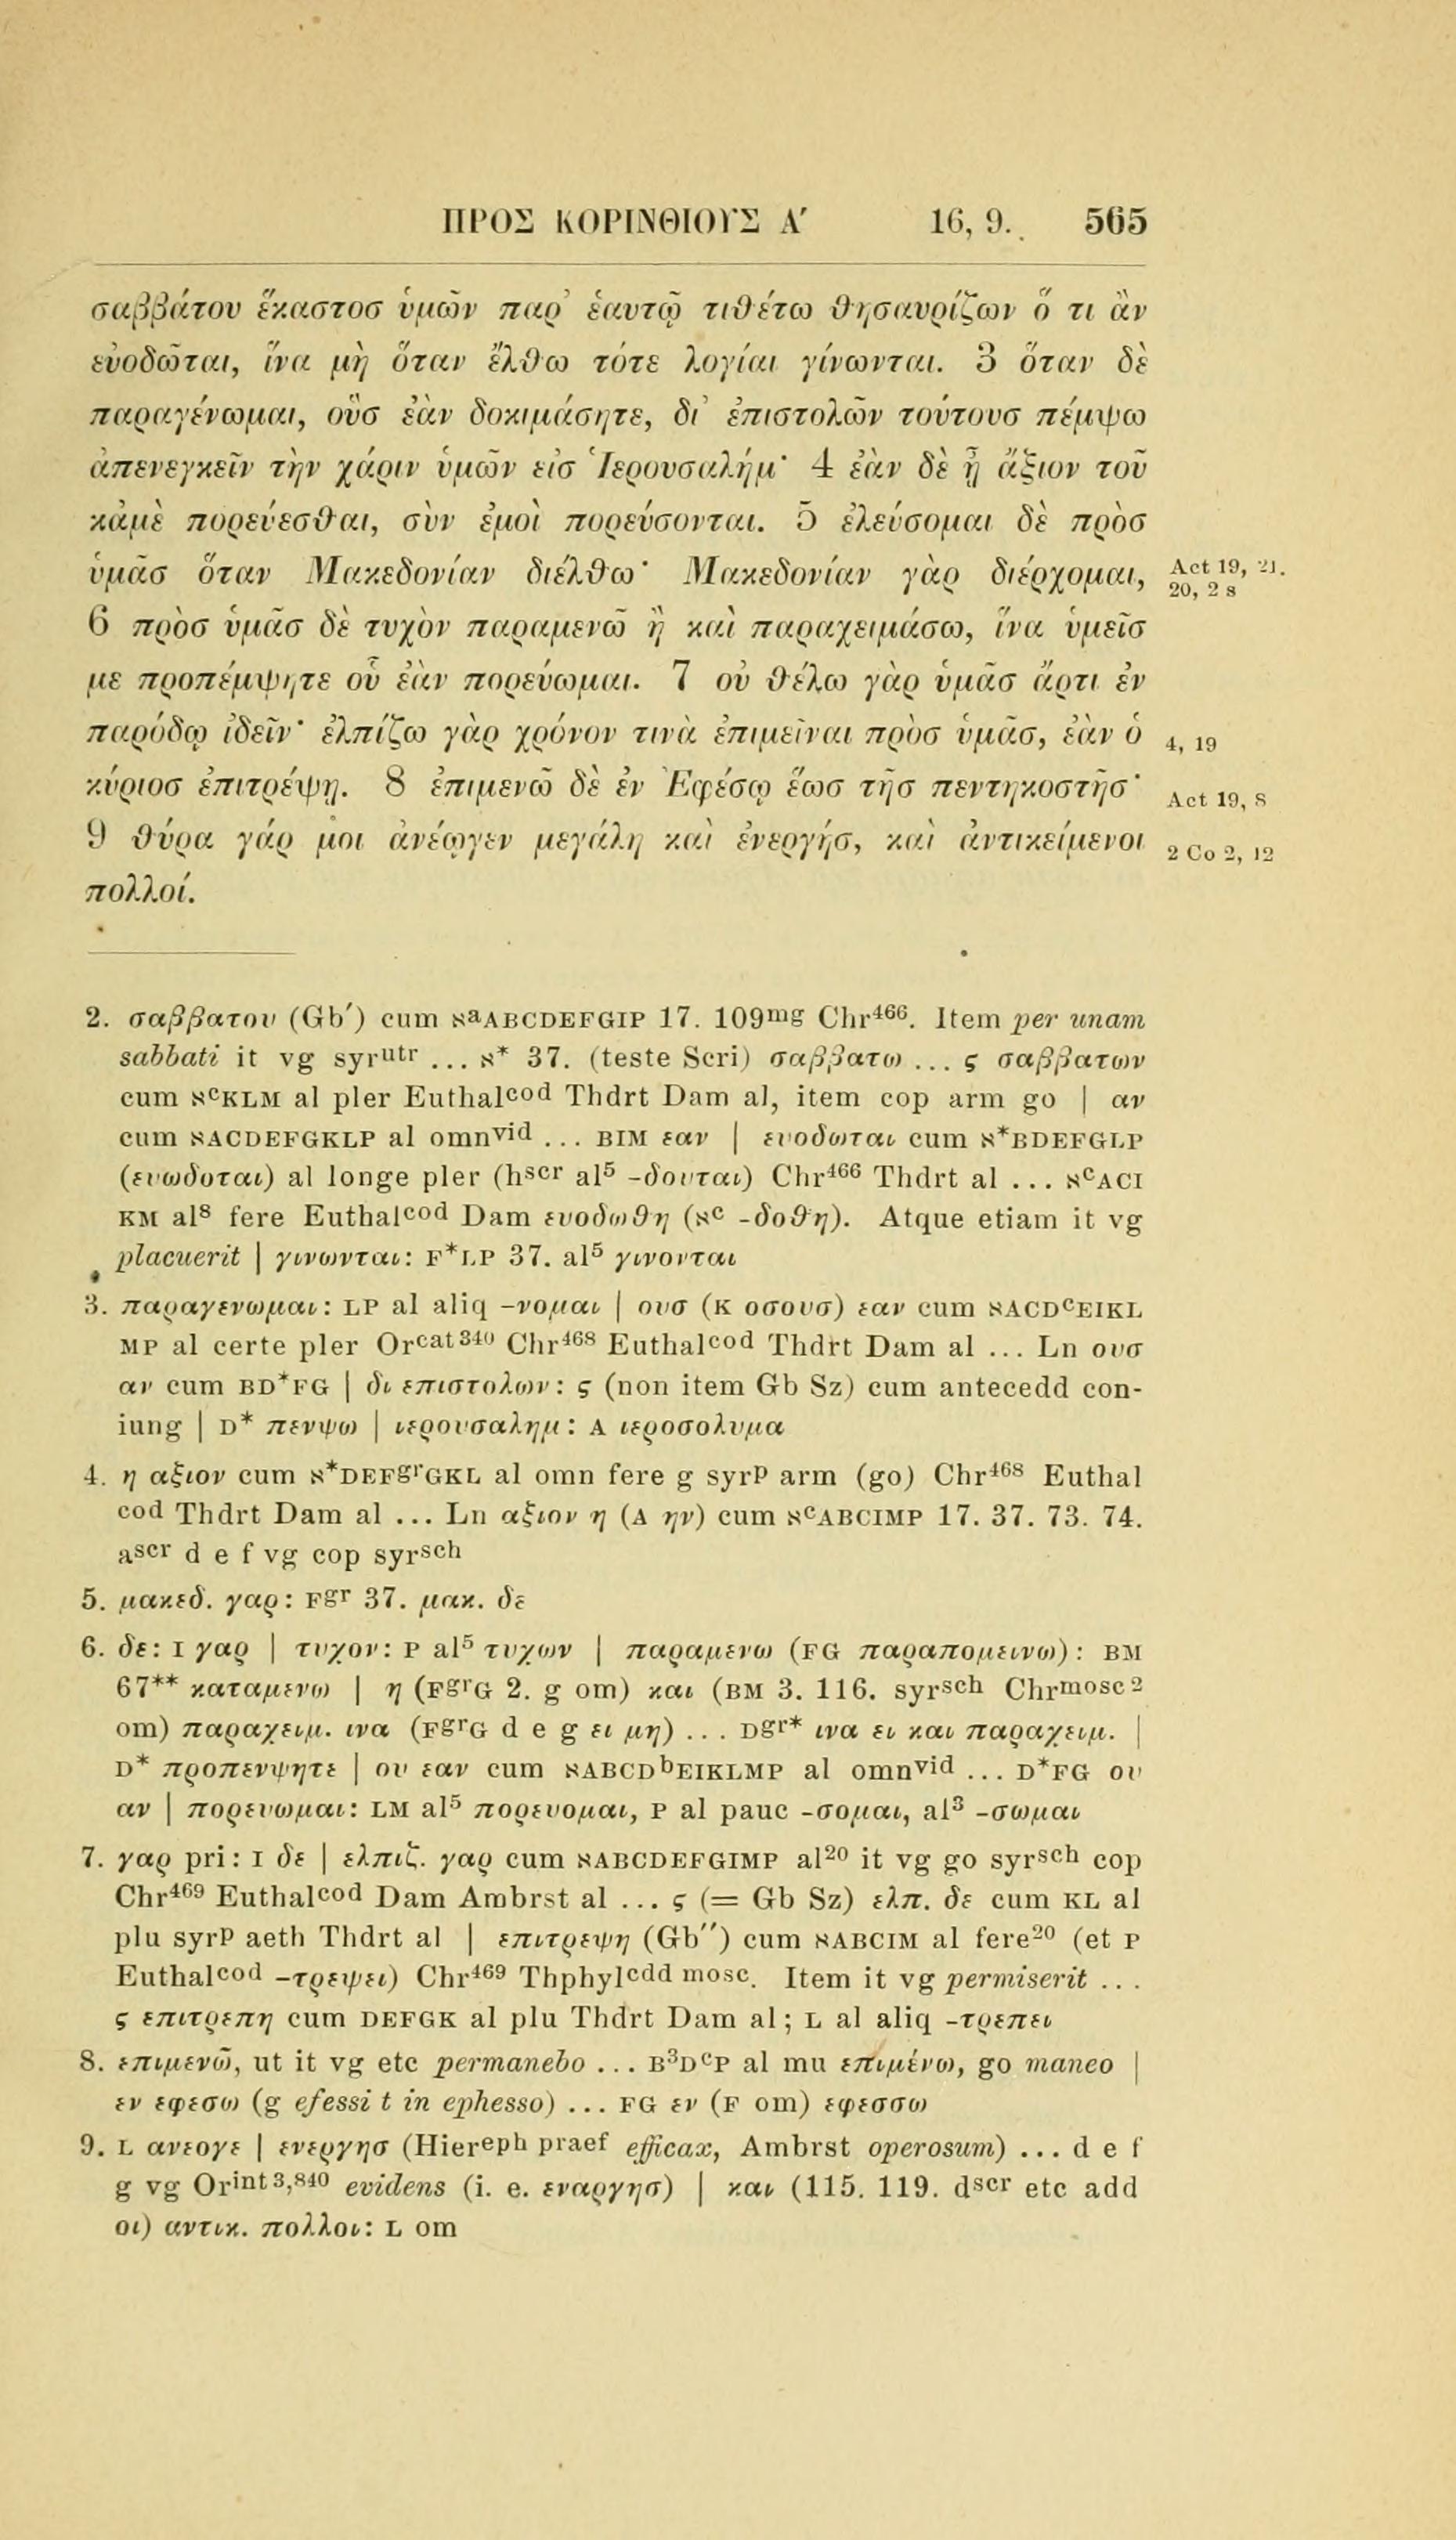 ΠΡΟΣ ΚΟΡΙΝΘΙΟΥΣ Α′ 16, 9. 565
σαββάτου ἕκαστοσ ὑμῶν παρ᾽ ἑαυτῷ τιθέτω θησαυρίζων ὅ τι ἂν
εὐοδῶται, ἵνα μὴ ὅταν ἔλθω τότε λογίαι γίνωνται. 3 ὅταν δὲ
παραγένωμαι, οὓσ ἐὰν δοκιμάσητε, δι᾽ ἐπιστολῶν τούτουσ πέμψω
ἀπενεγκεῖν τὴν χάριν ὑμῶν εἰσ Ἱερουσαλήμ· 4 ἐὰν δὲ ᾖ ἄξιον τοῦ
κἀμὲ πορεύεσθαι, σὺν ἐμοὶ πορεύσονται. 5 ἐλεύσομαι δὲ πρὸσ
ὑμᾶσ ὅταν Μακεδονίαν διέλθω· Μακεδονίαν γὰρ διέρχομαι, Act 19, 21.
20, 2 s
6 πρὸσ ὑμᾶσ δὲ τυχὸν παραμενῶ ἢ καὶ παραχειμάσω, ἵνα ὑμεῖσ
με προπέμψητε οὗ ἐὰν πορεύωμαι. 7 οὐ θέλω γὰρ ὑμᾶσ ἄρτι ἐν
παρόδῳ ἰδεῖν· ἐλπίζω γὰρ χρόνον τινὰ ἐπιμεῖναι πρὸσ ὑμᾶσ, ἐὰν ὁ 4, 19
κύριοσ ἐπιτρέψῃ. 8 ἐπιμενῶ δὲ ἐν Ἐφέσῳ ἕωσ τῆσ πεντηκοστῆσ· Act 19, 8
9 θύρα γάρ μοι ἀνέῳγεν μεγάλη καὶ ἐνεργήσ, καὶ ἀντικείμενοι 2 Co 2, 12
πολλοί.
2. σαββατου (Gb′) cum ℵᵃABCDEFGIP 17. 109ᵐᵍ Chr⁴⁶⁶. Item per unam
sabbati it vg syrᵘᵗʳ ... ℵ* 37. (teste Scri) σαββατω ... ς σαββατων
cum ℵᶜKLM al pler Euthalᶜᵒᵈ Thdrt Dam al, item cop arm go | αν
cum ℵACDEFGKLP al omnᵛⁱᵈ ... BIM εαν | ευοδωται cum ℵ*BDEFGLP
(ευωδοται) al longe pler (hˢᶜʳ al⁵ -δουται) Chr⁴⁶⁶ Thdrt al ... ℵᶜACI
KM al⁸ fere Euthalᶜᵒᵈ Dam ευοδωθη (ℵᶜ -δοθη). Atque etiam it vg
placuerit | γινωνται: F*LP 37. al⁵ γινονται
3. παραγενωμαι: LP al aliq -νομαι | ουσ (K οσουσ) εαν cum ℵACDᶜEIKL
MP al certe pler Orᶜᵃᵗ³⁴⁰ Chr⁴⁶⁸ Euthalᶜᵒᵈ Thdrt Dam al ... Ln ουσ
αν cum BD*FG | δι επιστολων: ς (non item Gb Sz) cum antecedd con-
iung | D* πενψω | ιερουσαλημ: A ιεροσολυμα
4. η αξιον cum ℵ*DEFᵍʳGKL al omn fere g syrᵖ arm (go) Chr⁴⁶⁸ Euthal
cod Thdrt Dam al ... Ln αξιον η (A ην) cum ℵᶜABCIMP 17. 37. 73. 74.
aˢᶜʳ d e f vg cop syrˢᶜʰ
5. μακεδ. γαρ: Fᵍʳ 37. μακ. δε
6. δε: I γαρ | τυχον: P al⁵ τυχων | παραμενω (FG παραπομεινω): BM
67** καταμενω | η (FᵍʳG 2. g om) και (BM 3. 116. syrˢᶜʰ Chrᵐᵒˢᶜ²
om) παραχειμ. ινα (FᵍʳG d e g ει μη) ... Dᵍʳ* ινα ει και παραχειμ. |
D* προπενψητε | ου εαν cum ℵABCDᵇEIKLMP al omnᵛⁱᵈ ... D*FG ου
αν | πορευωμαι: LM al⁵ πορευομαι, P al pauc -σομαι, al³ -σωμαι
7. γαρ pri: I δε | ελπιζ. γαρ cum ℵABCDEFGIMP al²⁰ it vg go syrˢᶜʰ cop
Chr⁴⁶⁹ Euthalᶜᵒᵈ Dam Ambrst al ... ς (= Gb Sz) ελπ. δε cum KL al
plu syrᵖ aeth Thdrt al | επιτρεψη (Gb″) cum ℵABCIM al fere²⁰ (et P
Euthalᶜᵒᵈ -τρεψει) Chr⁴⁶⁹ Thphylᶜᵈᵈ ᵐᵒˢᶜ. Item it vg permiserit ...
ς επιτρεπη cum DEFGK al plu Thdrt Dam al; L al aliq -τρεπει
8. επιμενῶ, ut it vg etc permanebo ... B³DᶜP al mu επιμένω, go maneo |
εν εφεσω (g efessi t in ephesso) ... FG εν (F om) εφεσσω
9. L ανεογε | ενεργησ (Hierᵉᵖʰ ᵖʳᵃᵉᶠ efficax, Ambrst operosum) ... d e f
g vg Orⁱⁿᵗ³,⁸⁴⁰ evidens (i. e. εναργησ) | και (115. 119. dˢᶜʳ etc add
οι) αντικ. πολλοι: L om